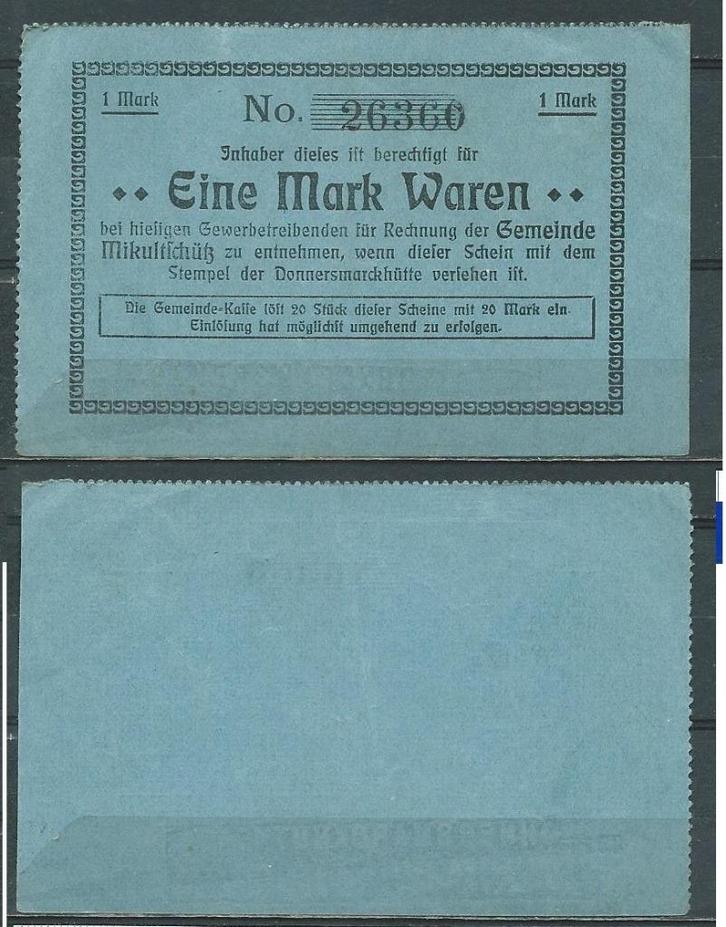 1 Mark No. 26360 1 Mark
Inhaber dieses ist berechtigt für
Eine Mark Waren
bei hiesigen Gewerbetreibenden für Rechnung der Gemeinde
Mikultschütz zu entnehmen, wenn dieser Schein mit dem
Stempel der Donnersmarckhütte versehen ist.
Die Gemeinde-Kasse löst 20 Stück dieser Scheine mit 20 Mark ein.
Einlösung hat möglichst umgehend zu erfolgen.